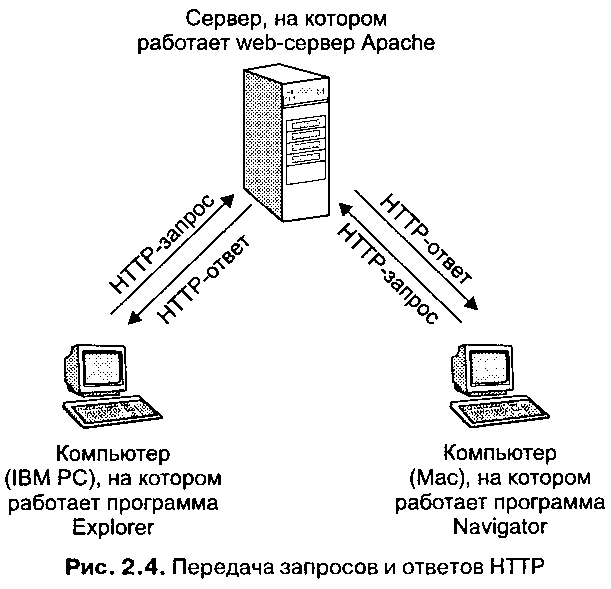 Сервер, на котором
работает web-сервер Apache
HTTP-запрос
HTTP-ответ
HTTP-ответ
HTTP-запрос
Компьютер
(IBM PC), на котором
работает программа
Explorer
Компьютер
(Mac), на котором
работает программа
Navigator
Рис. 2.4. Передача запросов и ответов HTTP